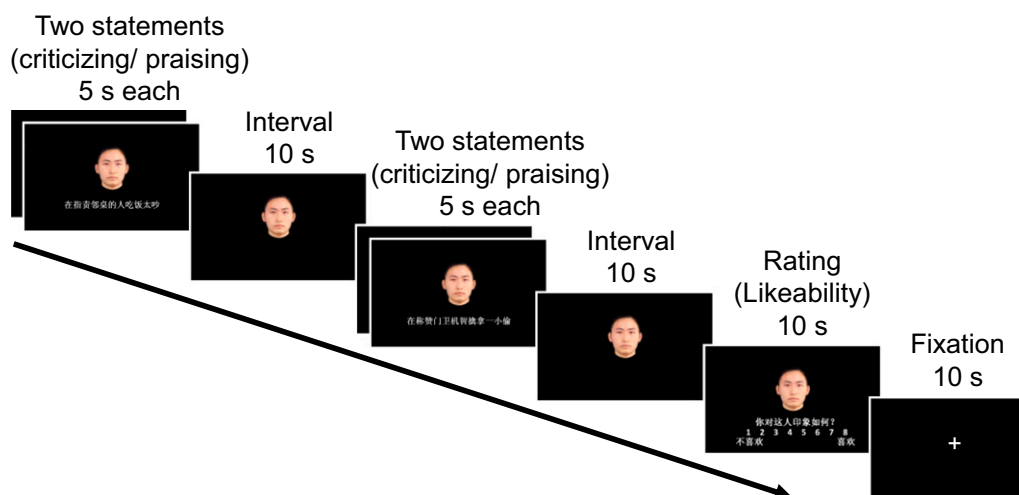 Two statements
(criticizing/ praising)
5 s each
Interval
10 s
Two statements
(criticizing/ praising)
5 s each
Interval
10 s
Rating
(Likeability)
10 s
Fixation
10 s
在指责邻桌的人吃饭太吵
在称赞门卫机智擒拿一小偷
你对这人印象如何?
1 2 3 4 5 6 7 8
不喜欢 喜欢
+